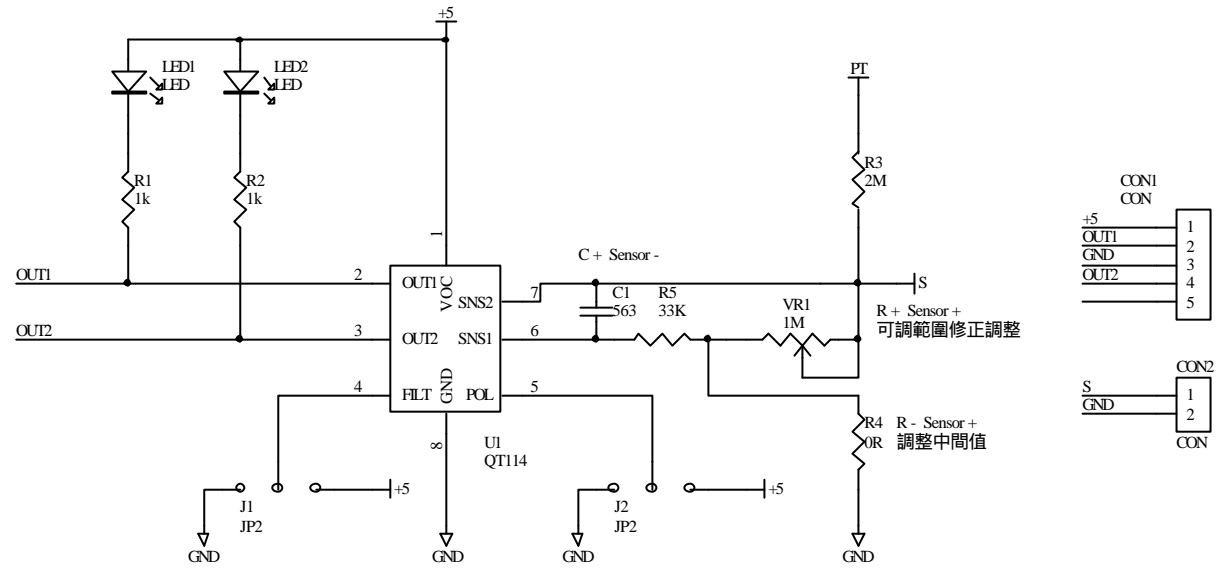 +5
LED1
LED
LED2
LED
PT
R1
1k
R2
1k
R3
2M
CON1
CON
+5
OUT1
GND
OUT2
1
2
3
4
5
1
C + Sensor -
OUT1
2
OUT1
VOC
SNS2
7
C1
563
R5
33K
S
VR1
1M
R + Sensor +
可調範圍修正調整
OUT2
3
OUT2
SNS1
6
4
FILT
GND
POL
5
CON2
S
GND
1
2
CON
8
U1
QT114
R4
0R
R - Sensor +
調整中間值
J1
JP2
+5
J2
JP2
+5
GND
GND
GND
GND